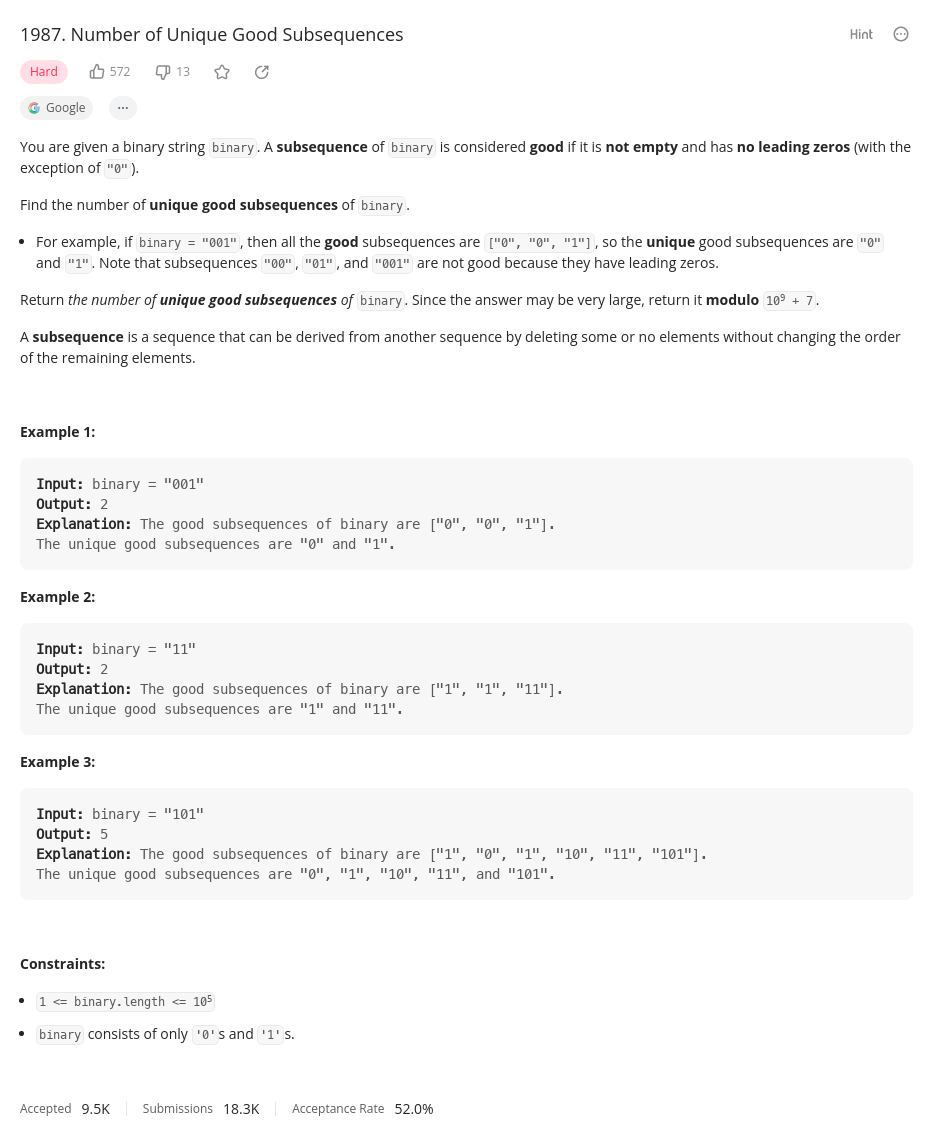 1987. Number of Unique Good Subsequences
Hint
Hard
572
13
Google
...
You are given a binary string binary. A subsequence of binary is considered good if it is not empty and has no leading zeros (with the
exception of "0").
Find the number of unique good subsequences of binary.
• For example, if binary = "001", then all the good subsequences are ["0", "0", "1"], so the unique good subsequences are "0"
and "1". Note that subsequences "00", "01", and "001" are not good because they have leading zeros.
Return the number of unique good subsequences of binary. Since the answer may be very large, return it modulo 10⁹ + 7.
A subsequence is a sequence that can be derived from another sequence by deleting some or no elements without changing the order
of the remaining elements.
Example 1:
Input: binary = "001"
Output: 2
Explanation: The good subsequences of binary are ["0", "0", "1"].
The unique good subsequences are "0" and "1".
Example 2:
Input: binary = "11"
Output: 2
Explanation: The good subsequences of binary are ["1", "1", "11"].
The unique good subsequences are "1" and "11".
Example 3:
Input: binary = "101"
Output: 5
Explanation: The good subsequences of binary are ["1", "0", "1", "10", "11", "101"].
The unique good subsequences are "0", "1", "10", "11", and "101".
Constraints:
• 1 <= binary.length <= 10⁵
• binary consists of only '0's and '1's.
Accepted 9.5K Submissions 18.3K Acceptance Rate 52.0%